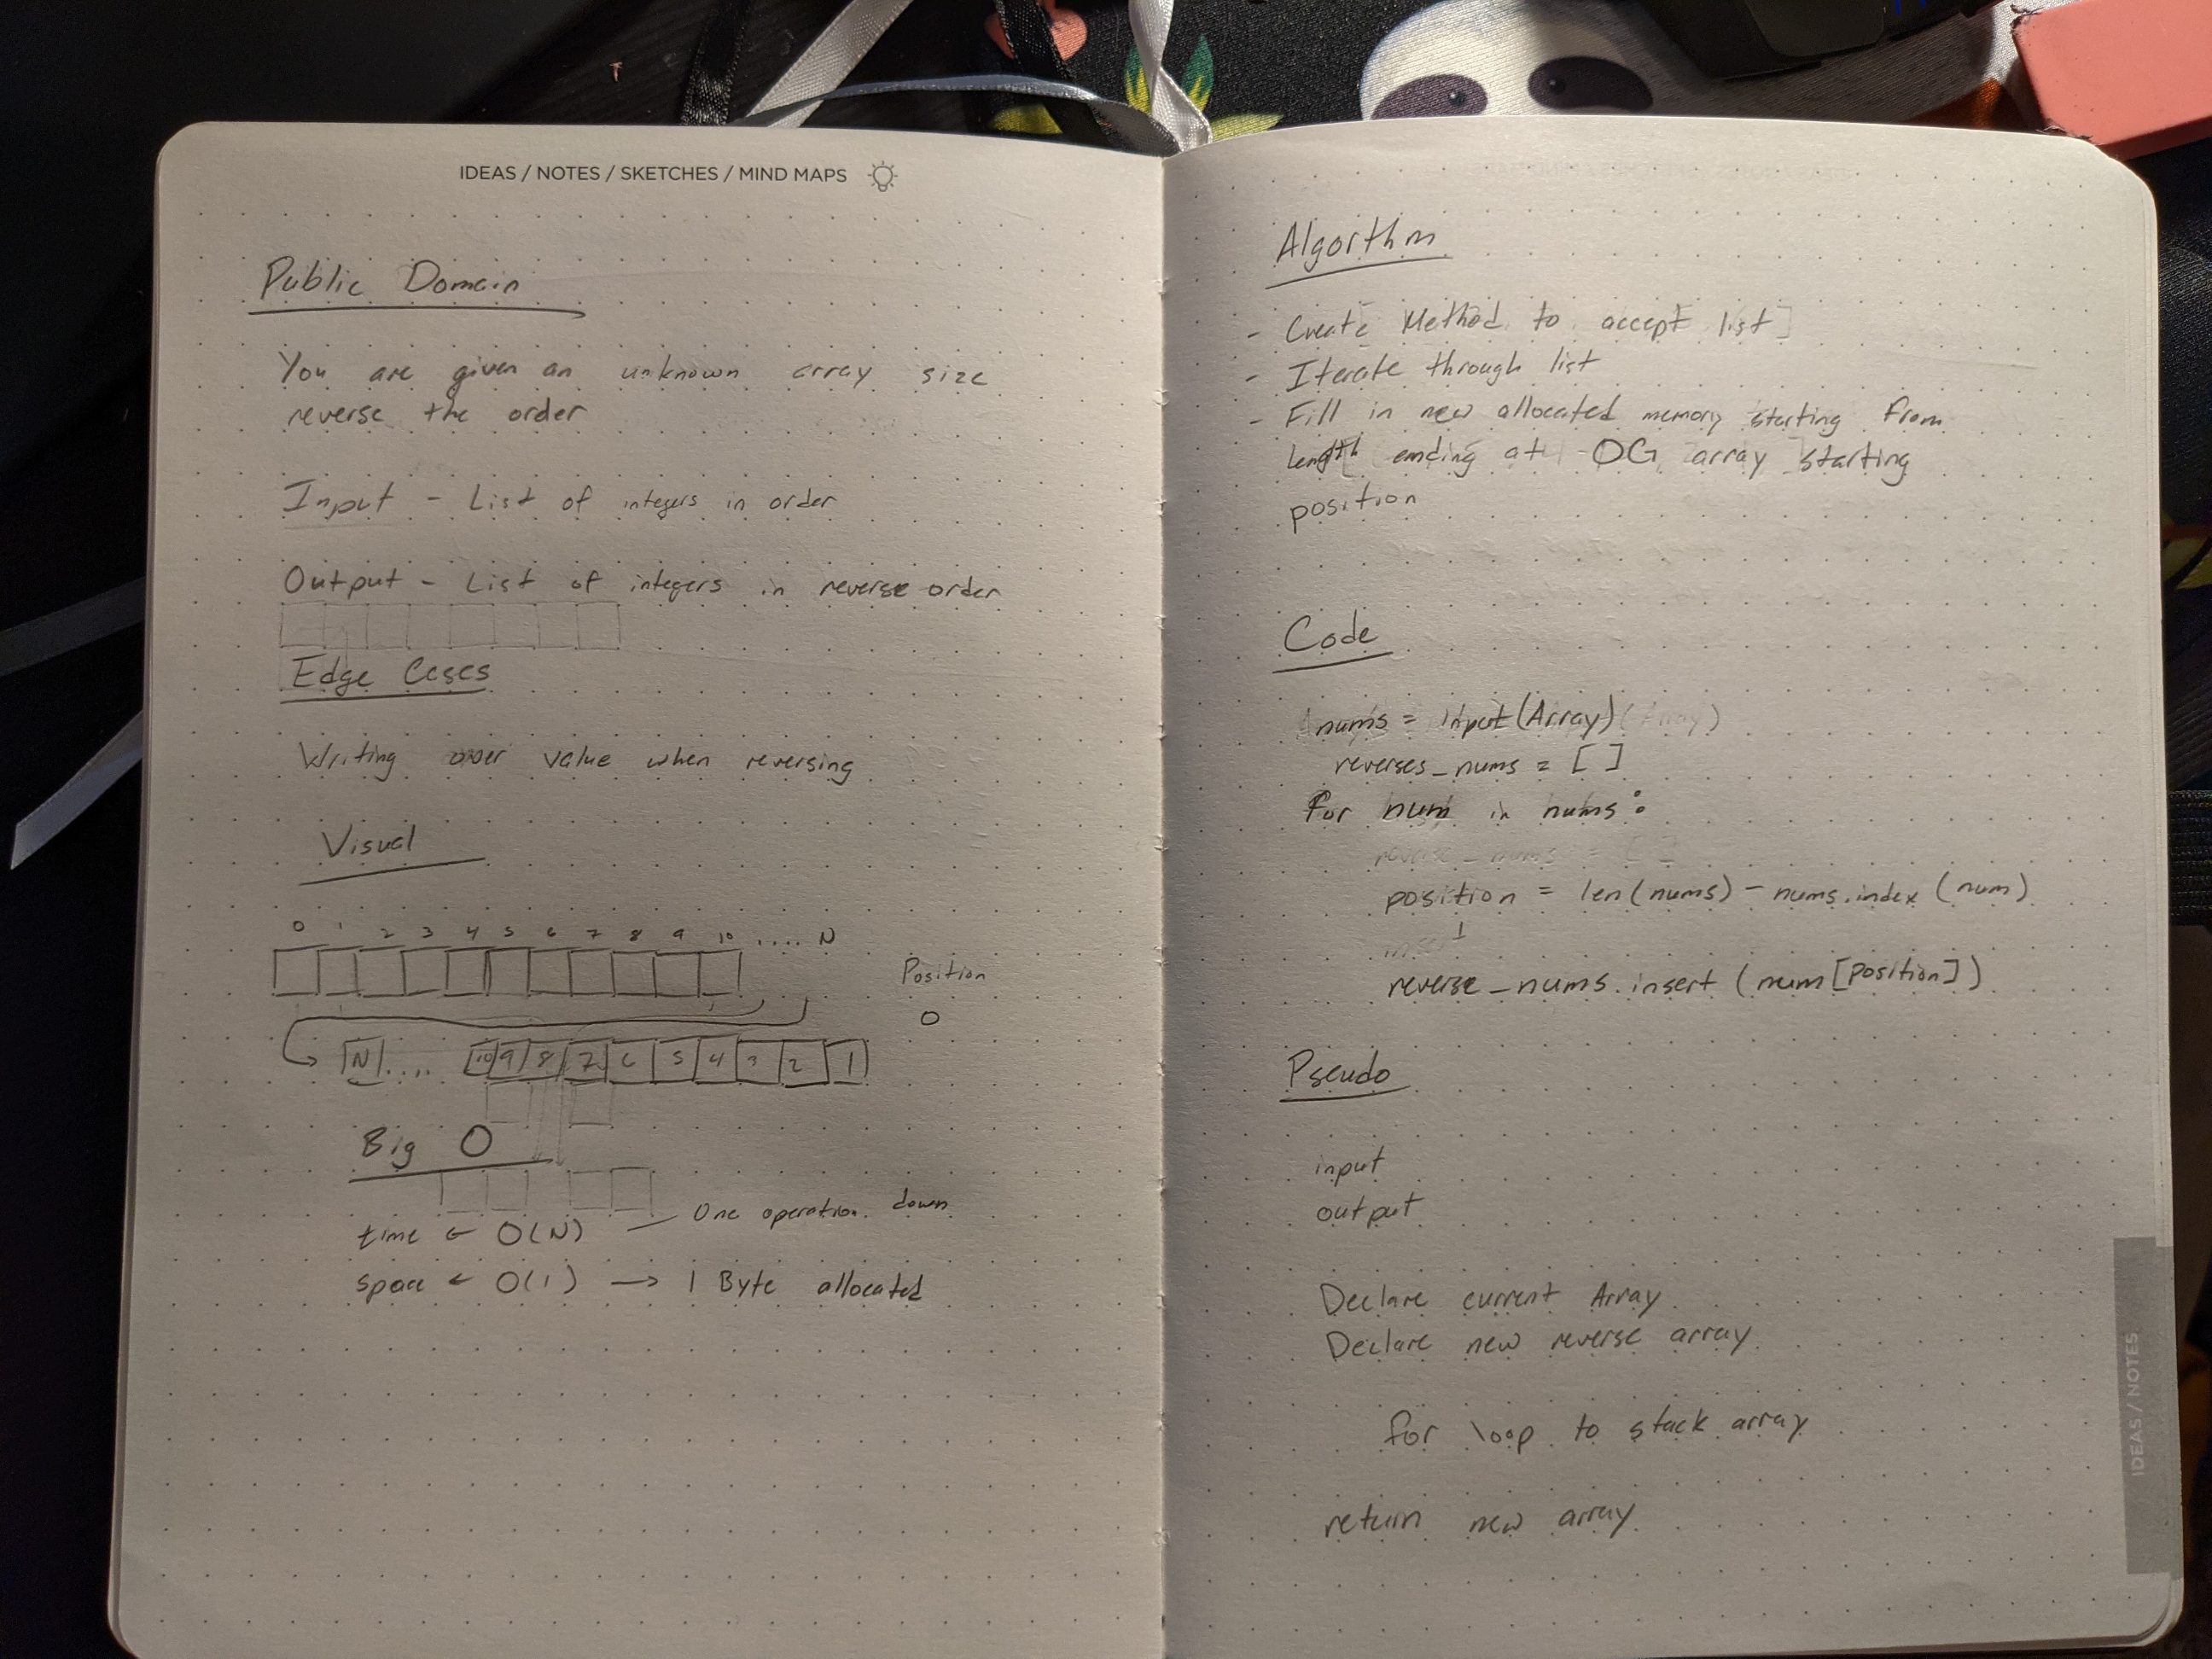 IDEAS / NOTES / SKETCHES / MIND MAPS
Public Domain
You are given an unknown array size
reverse the order
Input - List of integers in order
Output - List of integers in reverse order
Edge Cases
Writing over value when reversing
Visual
0 1 2 3 4 5 6 7 8 9 10 .... N
Position
0
N .... 10 9 8 7 6 5 4 3 2 1
Big O
time ← O(N) — One operation down
space ← O(1) → 1 Byte allocated
Algorithm
- Create Method to accept list
- Iterate through list
- Fill in new allocated memory starting from
length ending at OG array starting
position
Code
nums = input(Array)
reverses_nums = [ ]
for num in nums:
reverse_nums = [ ]
position = len(nums) - nums.index(num)
reverse_nums.insert(num[position])
Pseudo
input
output
Declare current Array
Declare new reverse array
for loop to stack array
return new array
IDEAS / NOTES